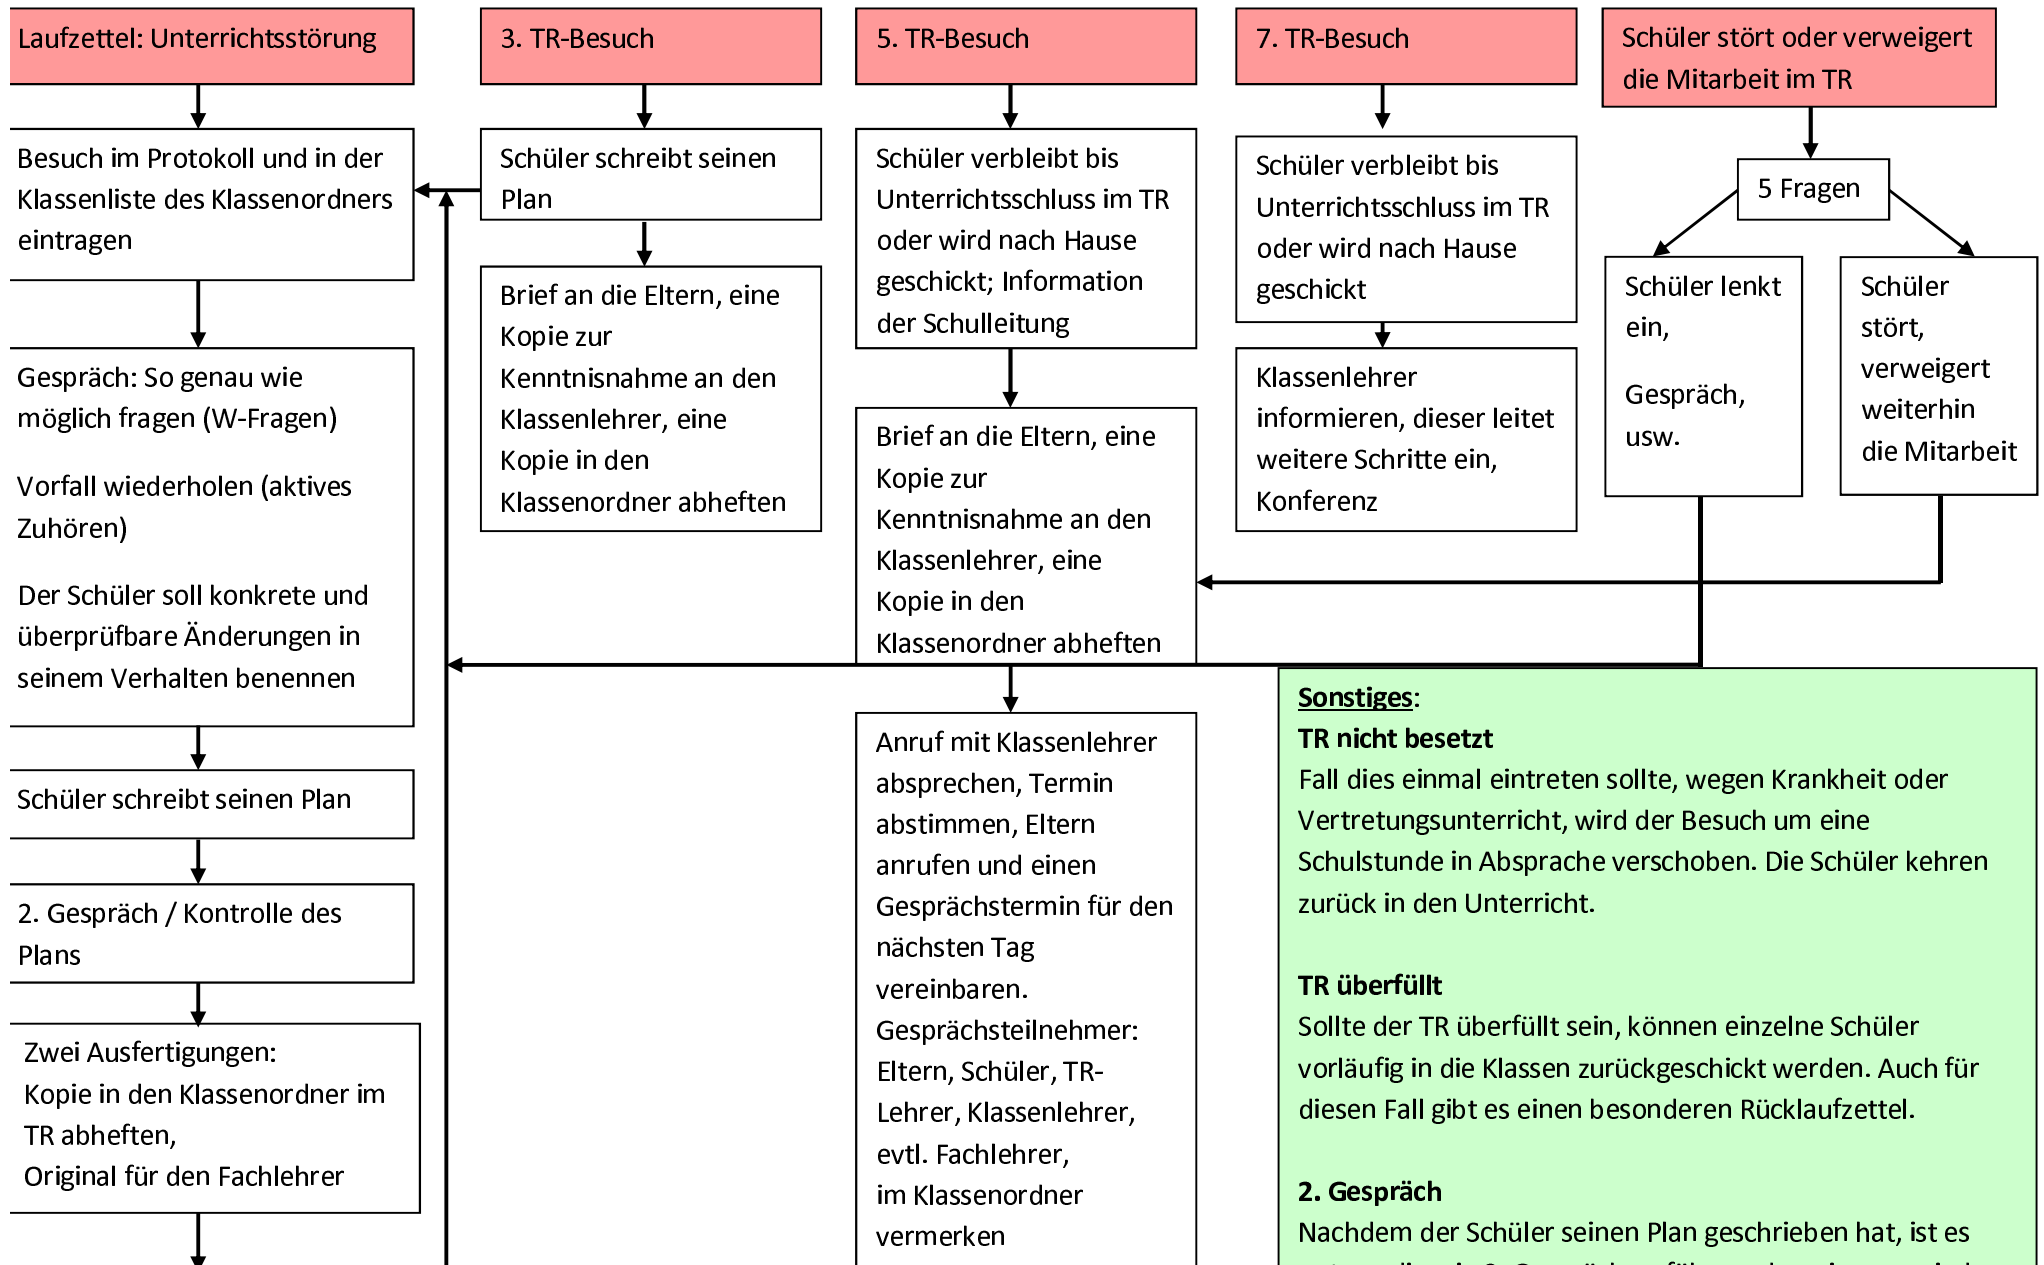 Laufzettel: Unterrichtsstörung
Besuch im Protokoll und in der
Klassenliste des Klassenordners
eintragen
Gespräch: So genau wie
möglich fragen (W-Fragen)
Vorfall wiederholen (aktives
Zuhören)
Der Schüler soll konkrete und
überprüfbare Änderungen in
seinem Verhalten benennen
Schüler schreibt seinen Plan
2. Gespräch / Kontrolle des
Plans
Zwei Ausfertigungen:
Kopie in den Klassenordner im
TR abheften,
Original für den Fachlehrer
3. TR-Besuch
Schüler schreibt seinen
Plan
Brief an die Eltern, eine
Kopie zur
Kenntnisnahme an den
Klassenlehrer, eine
Kopie in den
Klassenordner abheften
5. TR-Besuch
Schüler verbleibt bis
Unterrichtsschluss im TR
oder wird nach Hause
geschickt; Information
der Schulleitung
Brief an die Eltern, eine
Kopie zur
Kenntnisnahme an den
Klassenlehrer, eine
Kopie in den
Klassenordner abheften
Anruf mit Klassenlehrer
absprechen, Termin
abstimmen, Eltern
anrufen und einen
Gesprächstermin für den
nächsten Tag
vereinbaren.
Gesprächsteilnehmer:
Eltern, Schüler, TR-
Lehrer, Klassenlehrer,
evtl. Fachlehrer,
im Klassenordner
vermerken
7. TR-Besuch
Schüler verbleibt bis
Unterrichtsschluss im TR
oder wird nach Hause
geschickt
Klassenlehrer
informieren, dieser leitet
weitere Schritte ein,
Konferenz
Schüler stört oder verweigert
die Mitarbeit im TR
5 Fragen
Schüler lenkt
ein,
Gespräch,
usw.
Schüler
stört,
verweigert
weiterhin
die Mitarbeit
Sonstiges:
TR nicht besetzt
Fall dies einmal eintreten sollte, wegen Krankheit oder
Vertretungsunterricht, wird der Besuch um eine
Schulstunde in Absprache verschoben. Die Schüler kehren
zurück in den Unterricht.
TR überfüllt
Sollte der TR überfüllt sein, können einzelne Schüler
vorläufig in die Klassen zurückgeschickt werden. Auch für
diesen Fall gibt es einen besonderen Rücklaufzettel.
2. Gespräch
Nachdem der Schüler seinen Plan geschrieben hat, ist es